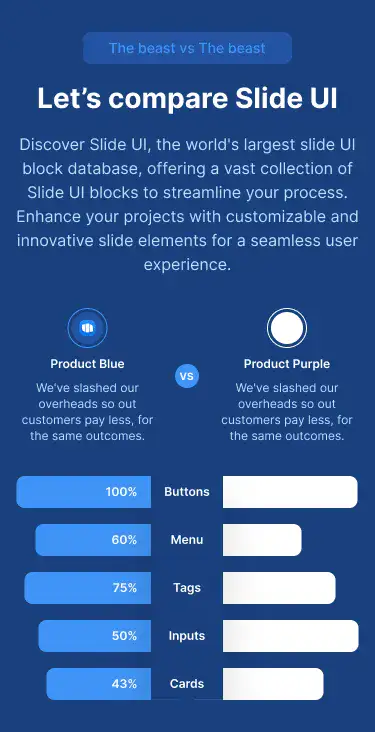 The beast vs The beast
Let's compare Slide UI
Discover Slide UI, the world's largest slide UI
block database, offering a vast collection of
Slide UI blocks to streamline your process.
Enhance your projects with customizable and
innovative slide elements for a seamless user
experience.
Product Blue
We've slashed our
overheads so out
customers pay less, for
the same outcomes.
VS
Product Purple
We've slashed our
overheads so out
customers pay less, for
the same outcomes.
100% Buttons
60% Menu
75% Tags
50% Inputs
43% Cards